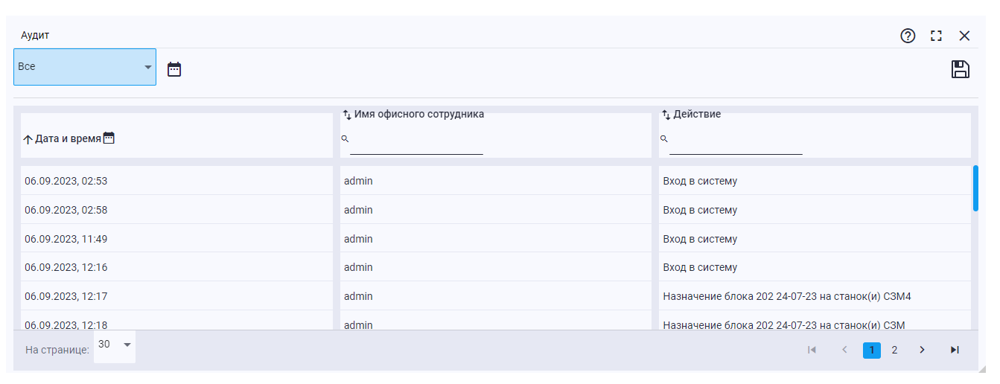 Аудит
Все
Дата и время
Имя офисного сотрудника
Действие
06.09.2023, 02:53 admin Вход в систему
06.09.2023, 02:58 admin Вход в систему
06.09.2023, 11:49 admin Вход в систему
06.09.2023, 12:16 admin Вход в систему
06.09.2023, 12:17 admin Назначение блока 202 24-07-23 на станок(и) СЗМ4
06.09.2023, 12:18 admin Назначение блока 202 24-07-23 на станок(и) СЗМ
На странице: 30 1 2